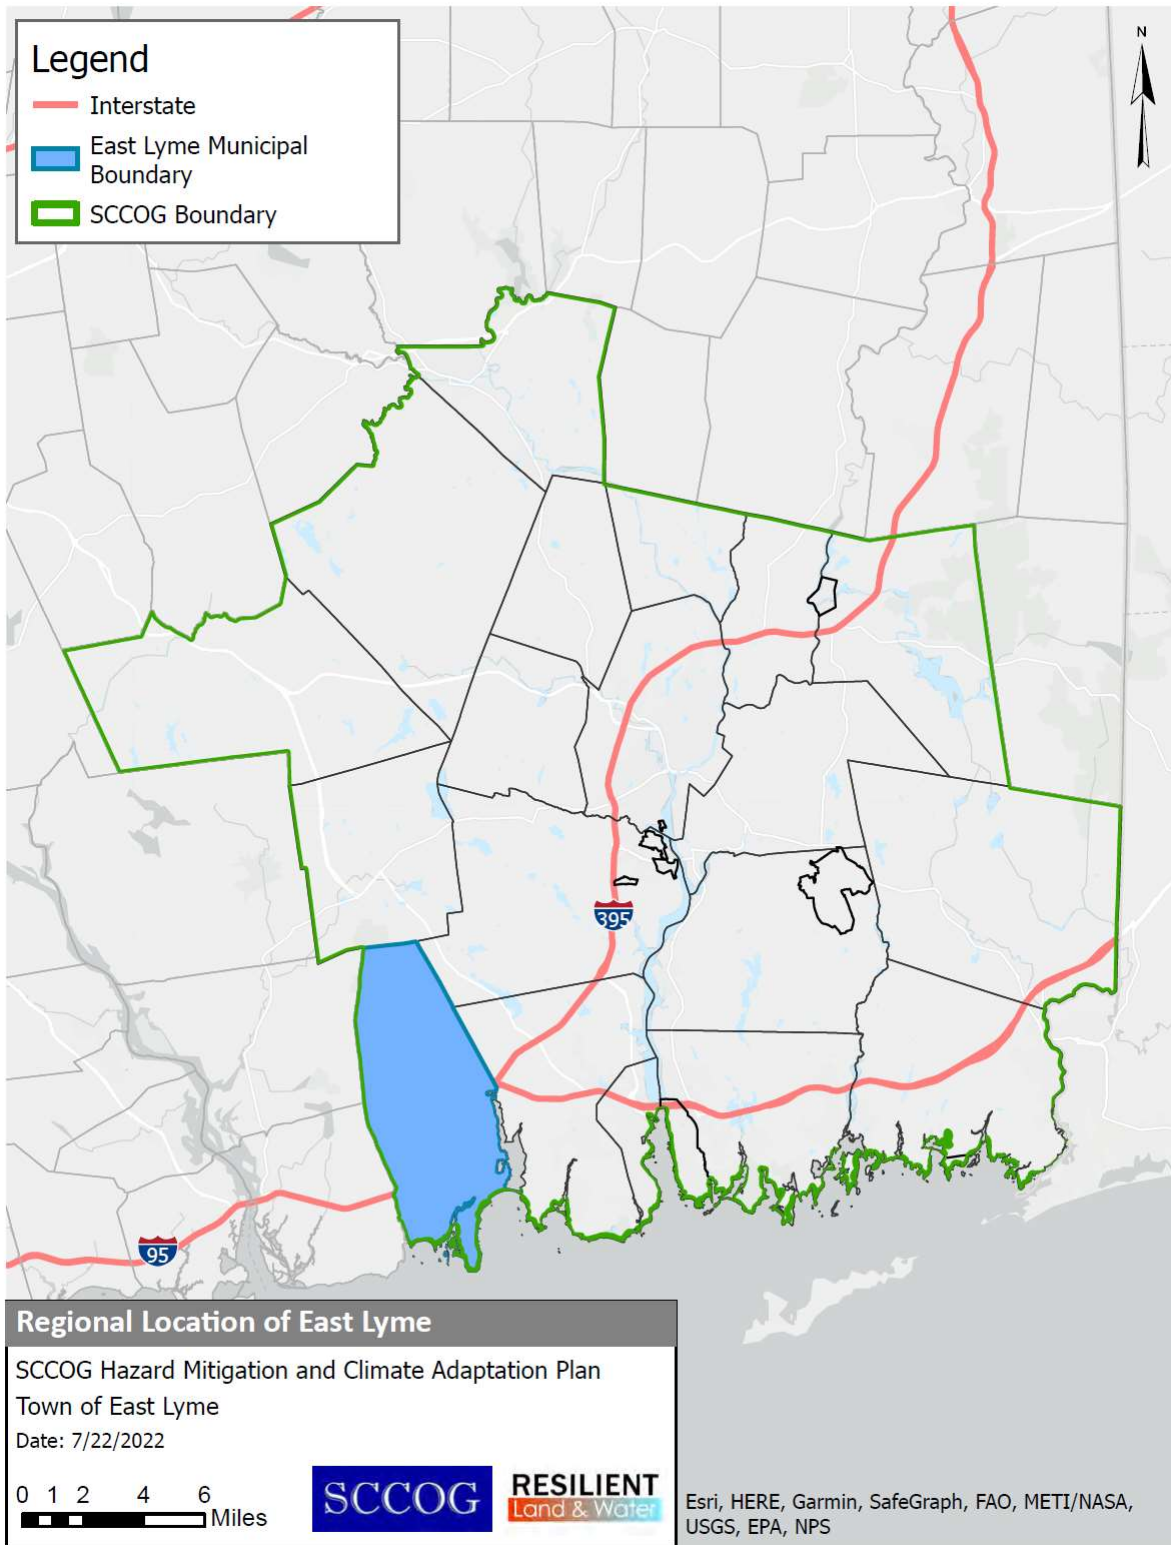 Legend
Interstate
East Lyme Municipal
Boundary
SCCOG Boundary
N
395
95
Regional Location of East Lyme
SCCOG Hazard Mitigation and Climate Adaptation Plan
Town of East Lyme
Date: 7/22/2022
0 1 2 4 6
Miles
SCCOG
RESILIENT
Land & Water
Esri, HERE, Garmin, SafeGraph, FAO, METI/NASA,
USGS, EPA, NPS